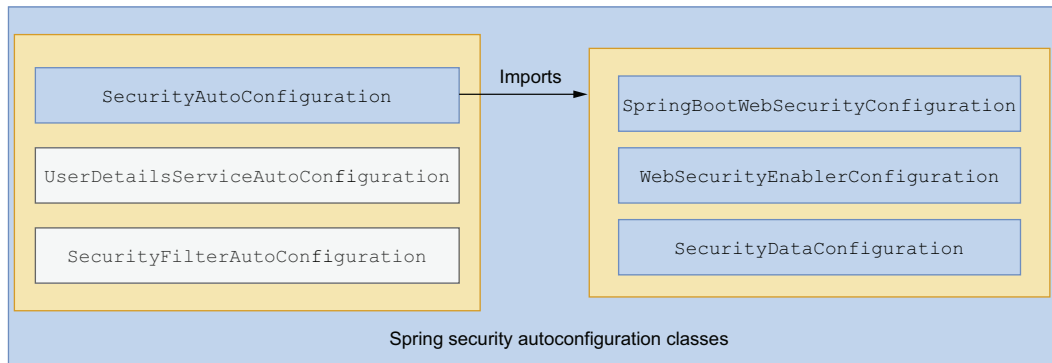 SecurityAutoConfiguration
UserDetailsServiceAutoConfiguration
SecurityFilterAutoConfiguration
Imports
SpringBootWebSecurityConfiguration
WebSecurityEnablerConfiguration
SecurityDataConfiguration
Spring security autoconfiguration classes